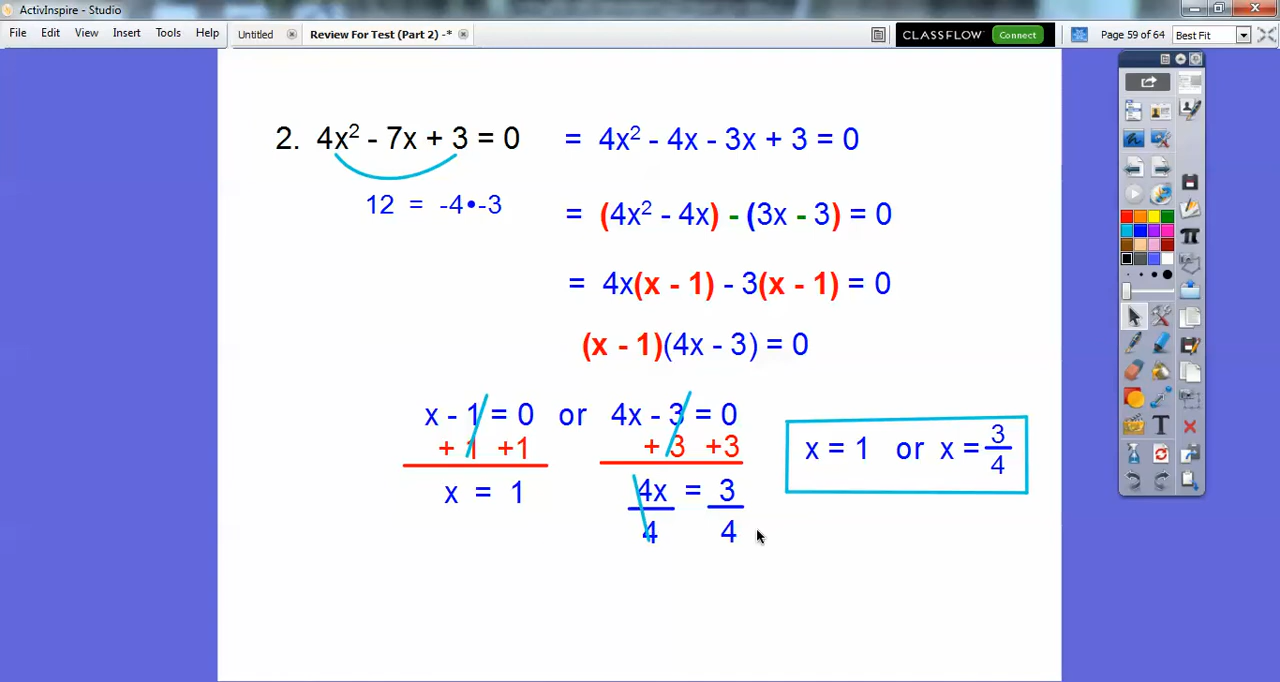 ActivInspire - Studio
File Edit View Insert Tools Help Untitled Review For Test (Part 2) -* CLASSFLOW Connect Page 59 of 64 Best Fit
2. 4x² - 7x + 3 = 0 = 4x² - 4x - 3x + 3 = 0
12 = -4•-3
= (4x² - 4x) - (3x - 3) = 0
= 4x(x - 1) - 3(x - 1) = 0
(x - 1)(4x - 3) = 0
x - 1 = 0 or 4x - 3 = 0
+ 1 +1 + 3 +3
x = 1 or x = 3/4
x = 1 4x = 3
4 4